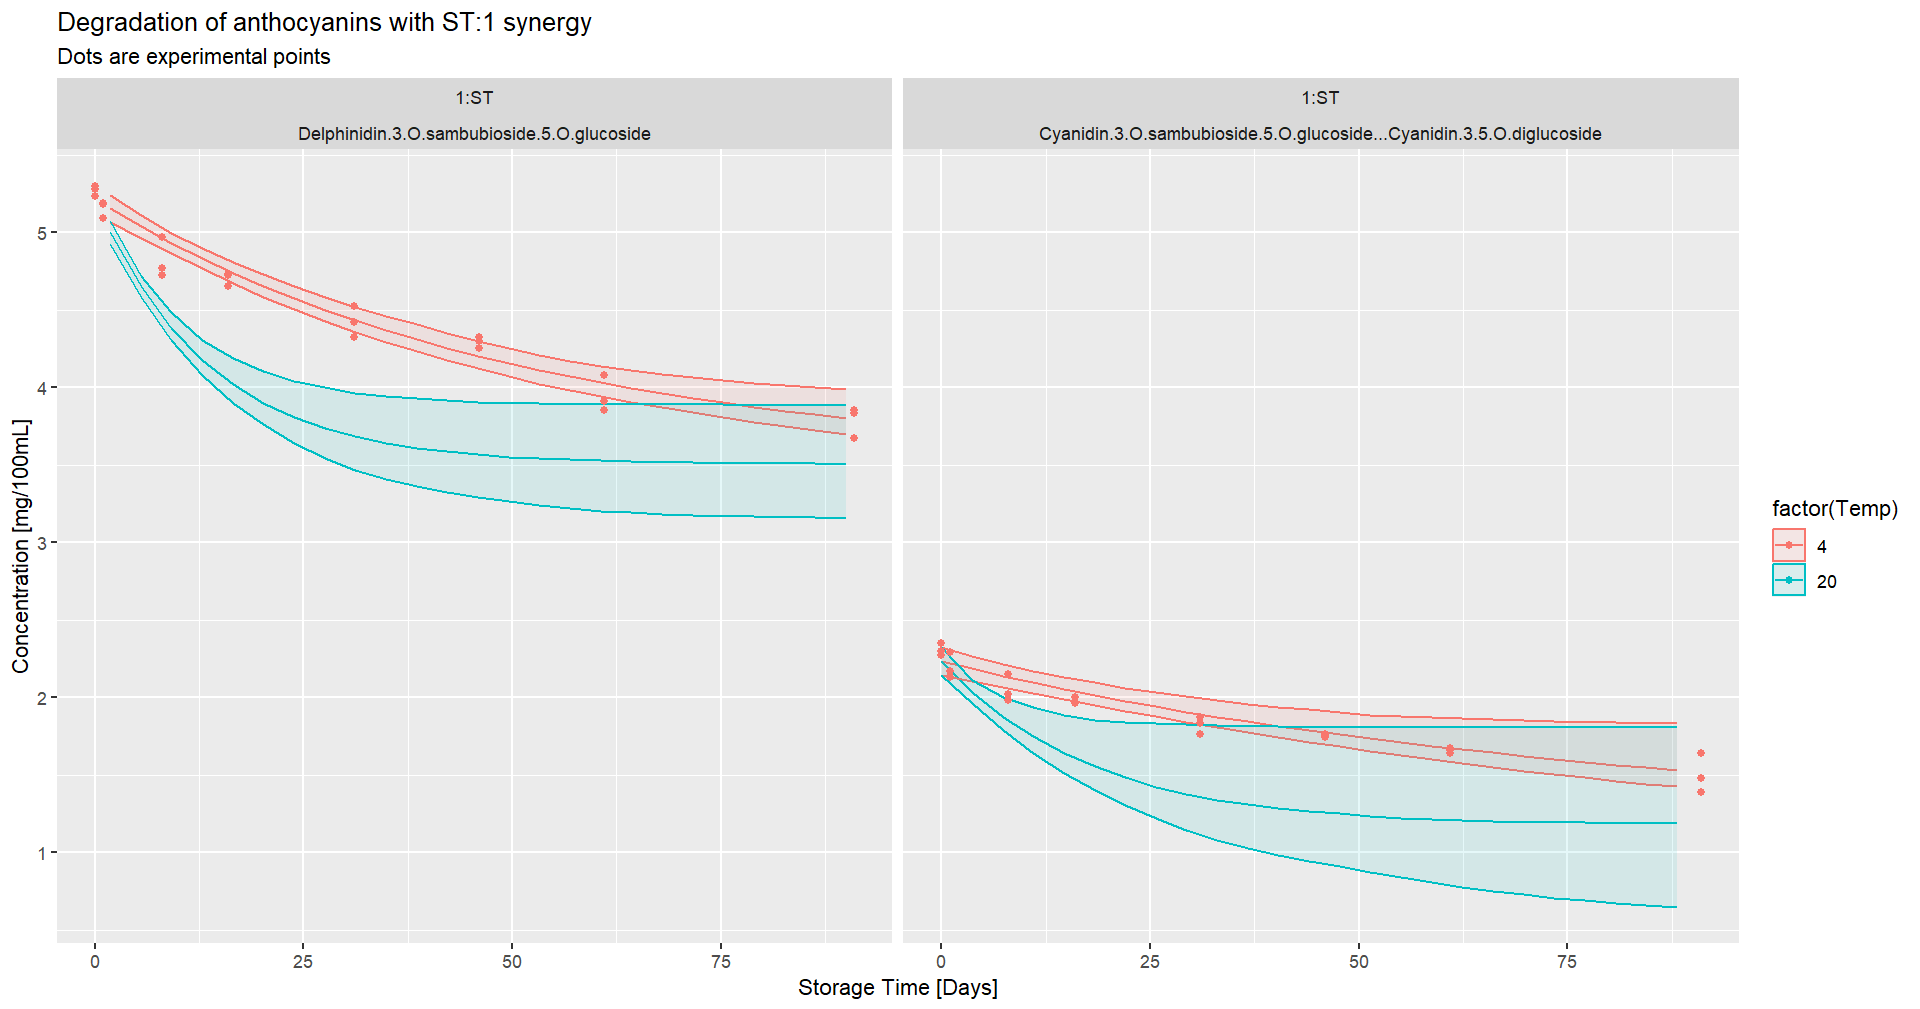 Degradation of anthocyanins with ST:1 synergy
Dots are experimental points
1:ST
Delphinidin.3.O.sambubioside.5.O.glucoside
1:ST
Cyanidin.3.O.sambubioside.5.O.glucoside...Cyanidin.3.5.O.diglucoside
Concentration [mg/100mL]
5
4
3
2
1
0
25
50
75
0
25
50
75
Storage Time [Days]
factor(Temp)
4
20